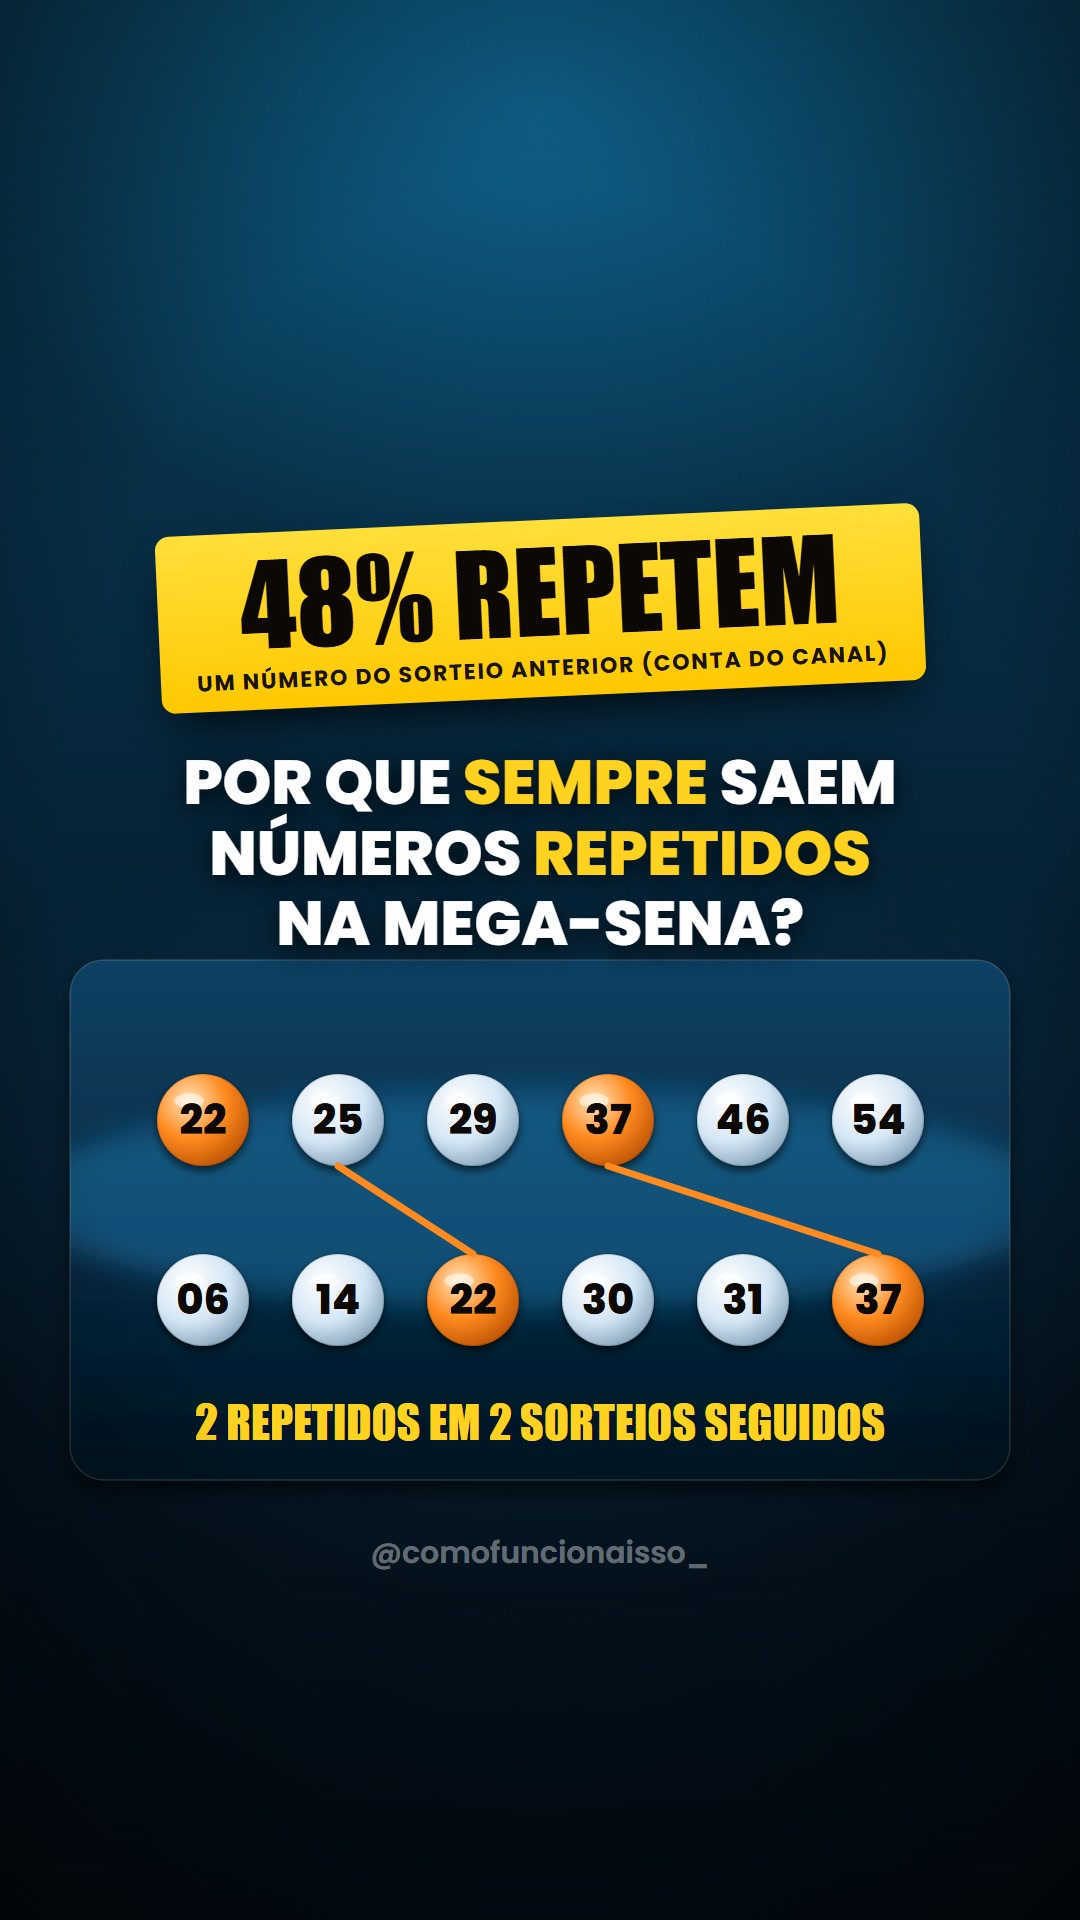 48% REPETEM
UM NÚMERO DO SORTEIO ANTERIOR (CONTA DO CANAL)
POR QUE SEMPRE SAEM
NÚMEROS REPETIDOS
NA MEGA-SENA?
22 25 29 37 46 54
06 14 22 30 31 37
2 REPETIDOS EM 2 SORTEIOS SEGUIDOS
@comofuncionaisso_